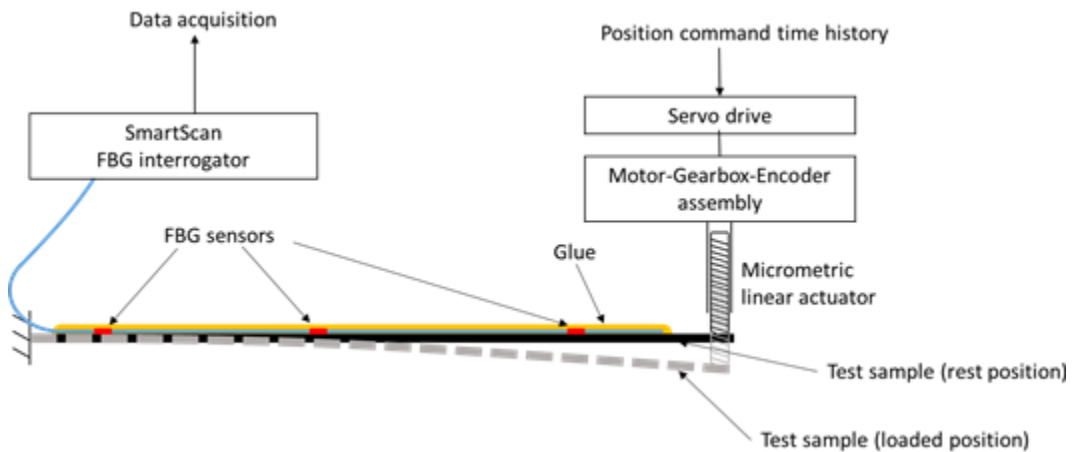 Data acquisition
Position command time history
SmartScan
FBG interrogator
Servo drive
Motor-Gearbox-Encoder
assembly
FBG sensors
Glue
Micrometric
linear actuator
Test sample (rest position)
Test sample (loaded position)